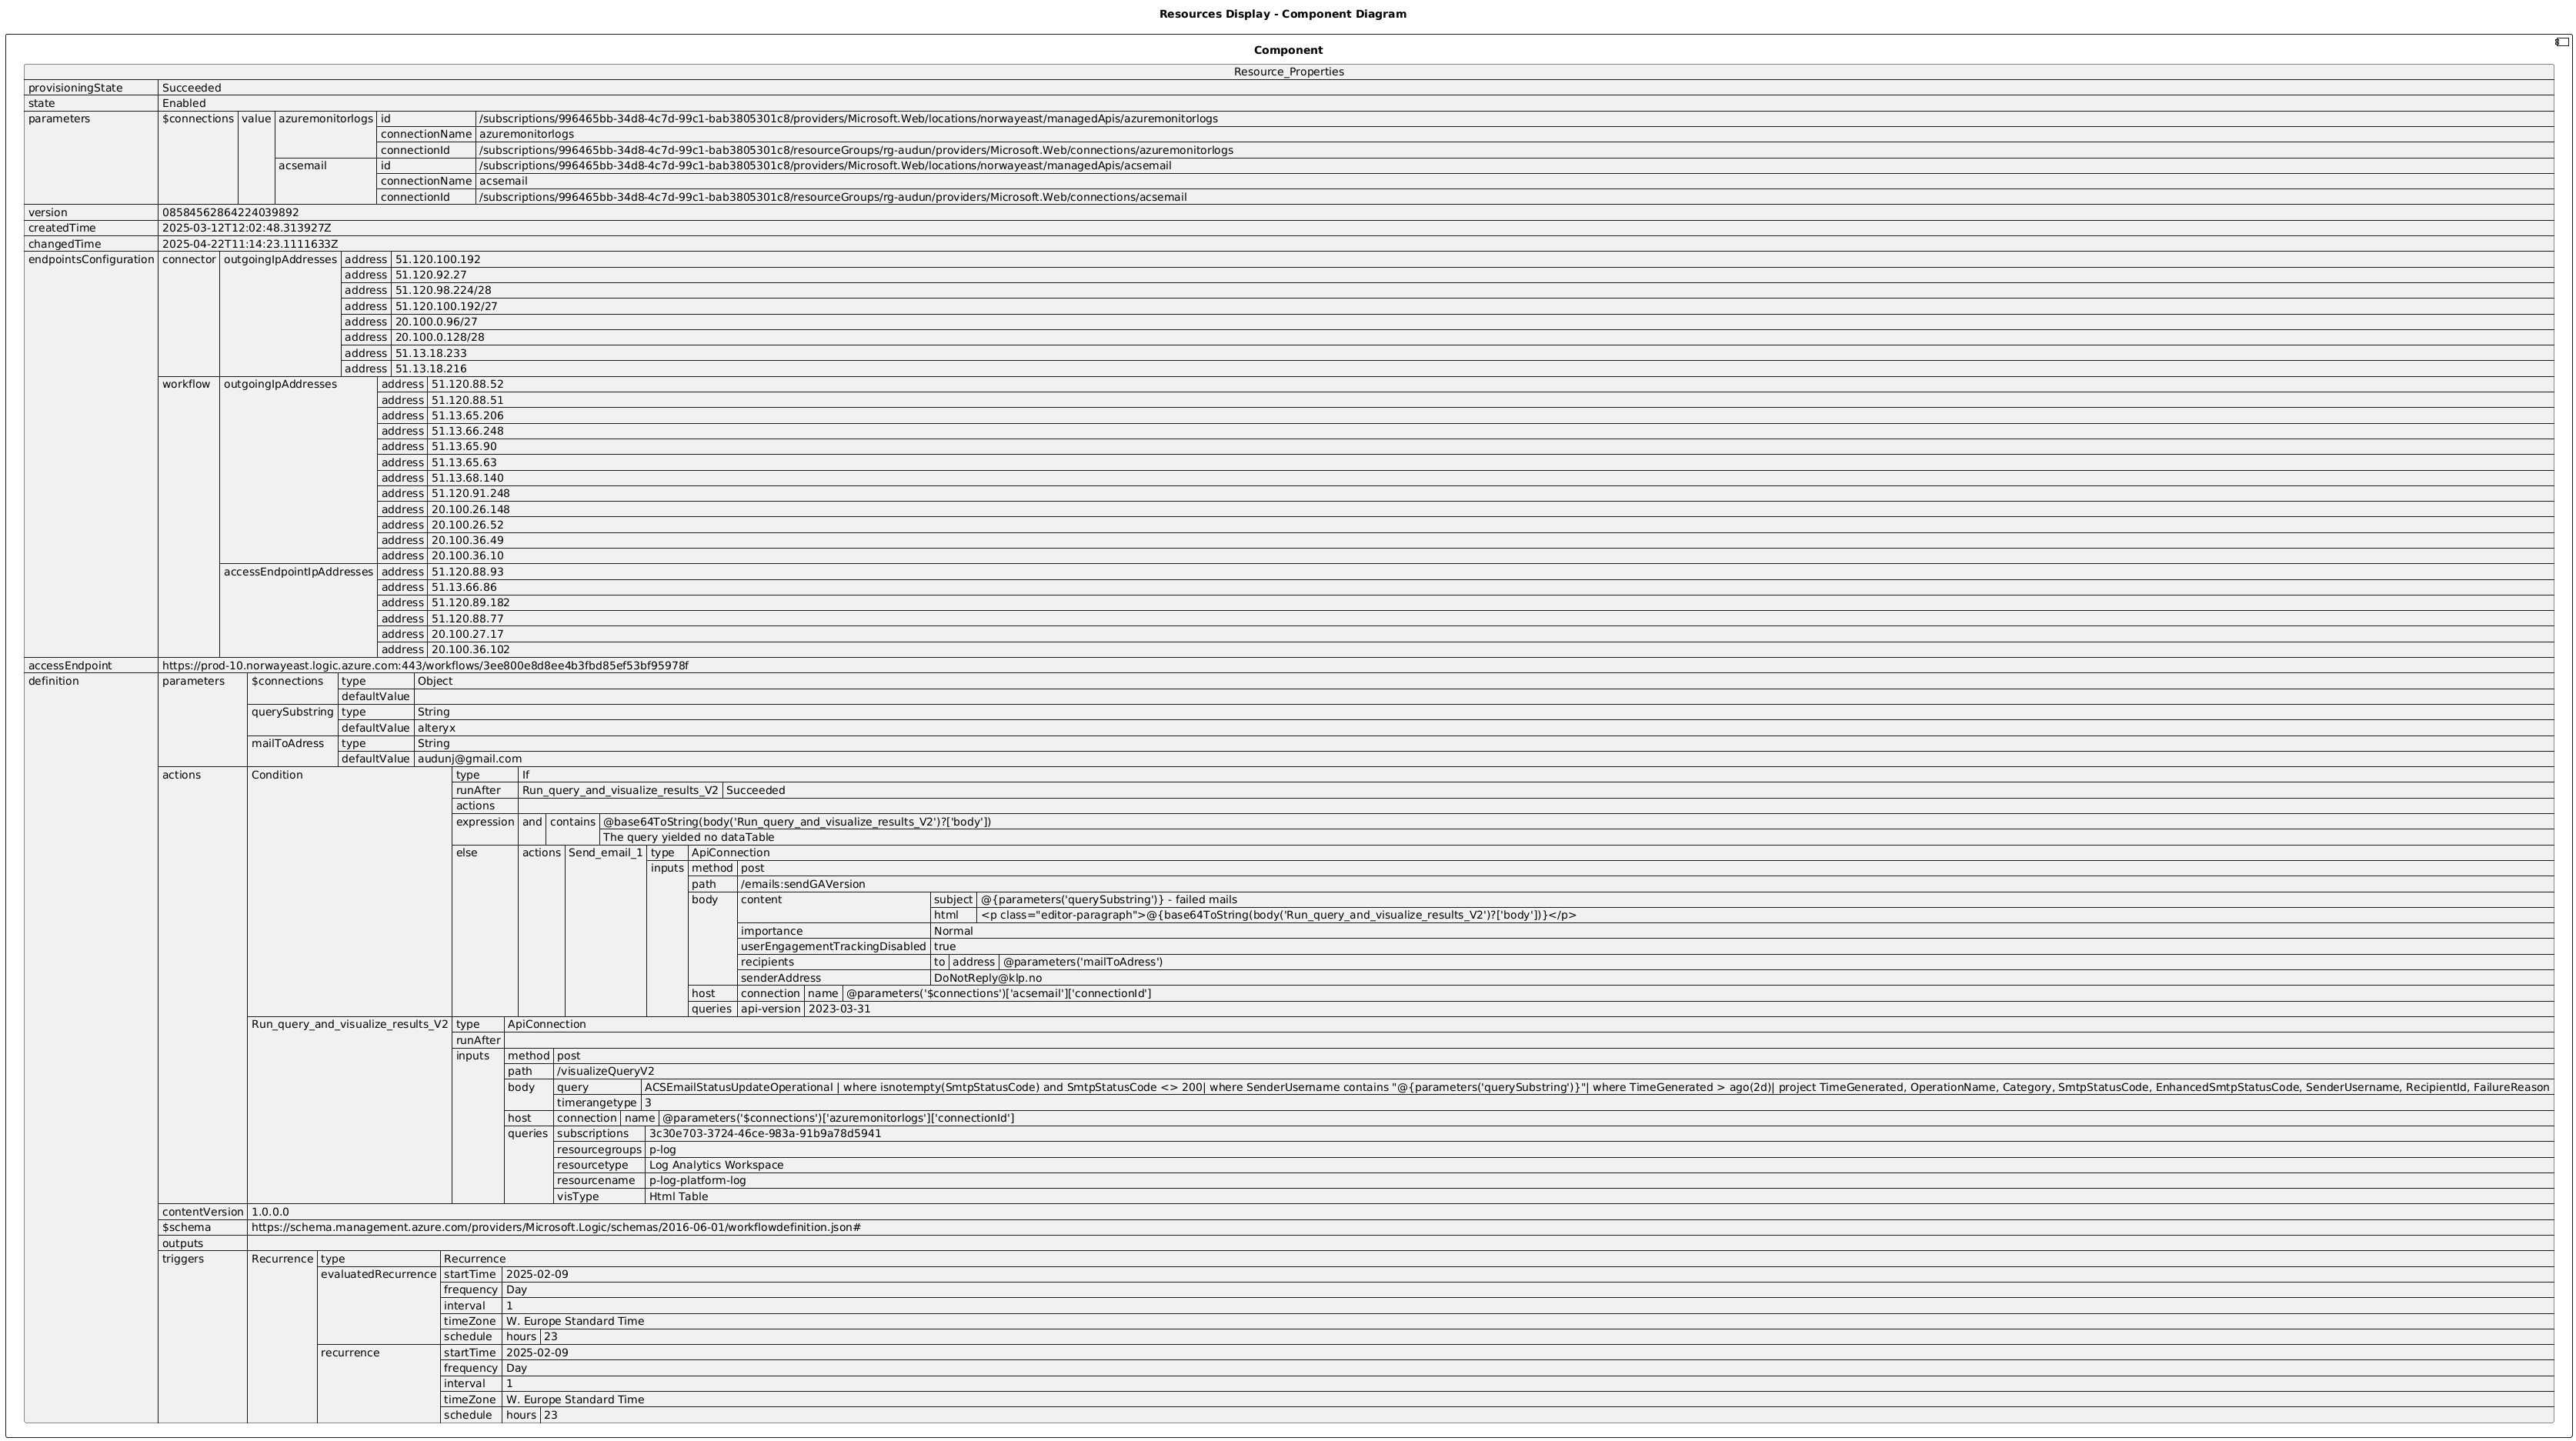 Resources Display - Component Diagram
Component
Resource_Properties
provisioningState Succeeded
state Enabled
parameters $connections value azuremonitorlogs id /subscriptions/996465bb-34d8-4c7d-99c1-bab3805301c8/providers/Microsoft.Web/locations/norwayeast/managedApis/azuremonitorlogs
connectionName azuremonitorlogs
connectionId /subscriptions/996465bb-34d8-4c7d-99c1-bab3805301c8/resourceGroups/rg-audun/providers/Microsoft.Web/connections/azuremonitorlogs
acsemail id /subscriptions/996465bb-34d8-4c7d-99c1-bab3805301c8/providers/Microsoft.Web/locations/norwayeast/managedApis/acsemail
connectionName acsemail
connectionId /subscriptions/996465bb-34d8-4c7d-99c1-bab3805301c8/resourceGroups/rg-audun/providers/Microsoft.Web/connections/acsemail
version 08584562864224039892
createdTime 2025-03-12T12:02:48.313927Z
changedTime 2025-04-22T11:14:23.1111633Z
endpointsConfiguration connector outgoingIpAddresses address 51.120.100.192
address 51.120.92.27
address 51.120.98.224/28
address 51.120.100.192/27
address 20.100.0.96/27
address 20.100.0.128/28
address 51.13.18.233
address 51.13.18.216
workflow outgoingIpAddresses address 51.120.88.52
address 51.120.88.51
address 51.13.65.206
address 51.13.66.248
address 51.13.65.90
address 51.13.65.63
address 51.13.68.140
address 51.120.91.248
address 20.100.26.148
address 20.100.26.52
address 20.100.36.49
address 20.100.36.10
accessEndpointIpAddresses address 51.120.88.93
address 51.13.66.86
address 51.120.89.182
address 51.120.88.77
address 20.100.27.17
address 20.100.36.102
accessEndpoint https://prod-10.norwayeast.logic.azure.com:443/workflows/3ee800e8d8ee4b3fbd85ef53bf95978f
definition parameters $connections type Object
defaultValue
querySubstring type String
defaultValue alteryx
mailToAdress type String
defaultValue audunj@gmail.com
actions Condition type If
runAfter Run_query_and_visualize_results_V2 Succeeded
actions
expression and contains @base64ToString(body('Run_query_and_visualize_results_V2')?['body'])
The query yielded no dataTable
else actions Send_email_1 type ApiConnection
inputs method post
path /emails:sendGAVersion
body content subject @{parameters('querySubstring')} - failed mails
html <p class="editor-paragraph">@{base64ToString(body('Run_query_and_visualize_results_V2')?['body'])}</p>
importance Normal
userEngagementTrackingDisabled true
recipients to address @parameters('mailToAdress')
senderAddress DoNotReply@klp.no
host connection name @parameters('$connections')['acsemail']['connectionId']
queries api-version 2023-03-31
Run_query_and_visualize_results_V2 type ApiConnection
runAfter
inputs method post
path /visualizeQueryV2
body query ACSEmailStatusUpdateOperational | where isnotempty(SmtpStatusCode) and SmtpStatusCode <> 200| where SenderUsername contains "@{parameters('querySubstring')}"| where TimeGenerated > ago(2d)| project TimeGenerated, OperationName, Category, SmtpStatusCode, EnhancedSmtpStatusCode, SenderUsername, RecipientId, FailureReason
timerangetype 3
host connection name @parameters('$connections')['azuremonitorlogs']['connectionId']
queries subscriptions 3c30e703-3724-46ce-983a-91b9a78d5941
resourcegroups p-log
resourcetype Log Analytics Workspace
resourcename p-log-platform-log
visType Html Table
contentVersion 1.0.0.0
$schema https://schema.management.azure.com/providers/Microsoft.Logic/schemas/2016-06-01/workflowdefinition.json#
outputs
triggers Recurrence type Recurrence
evaluatedRecurrence startTime 2025-02-09
frequency Day
interval 1
timeZone W. Europe Standard Time
schedule hours 23
recurrence startTime 2025-02-09
frequency Day
interval 1
timeZone W. Europe Standard Time
schedule hours 23